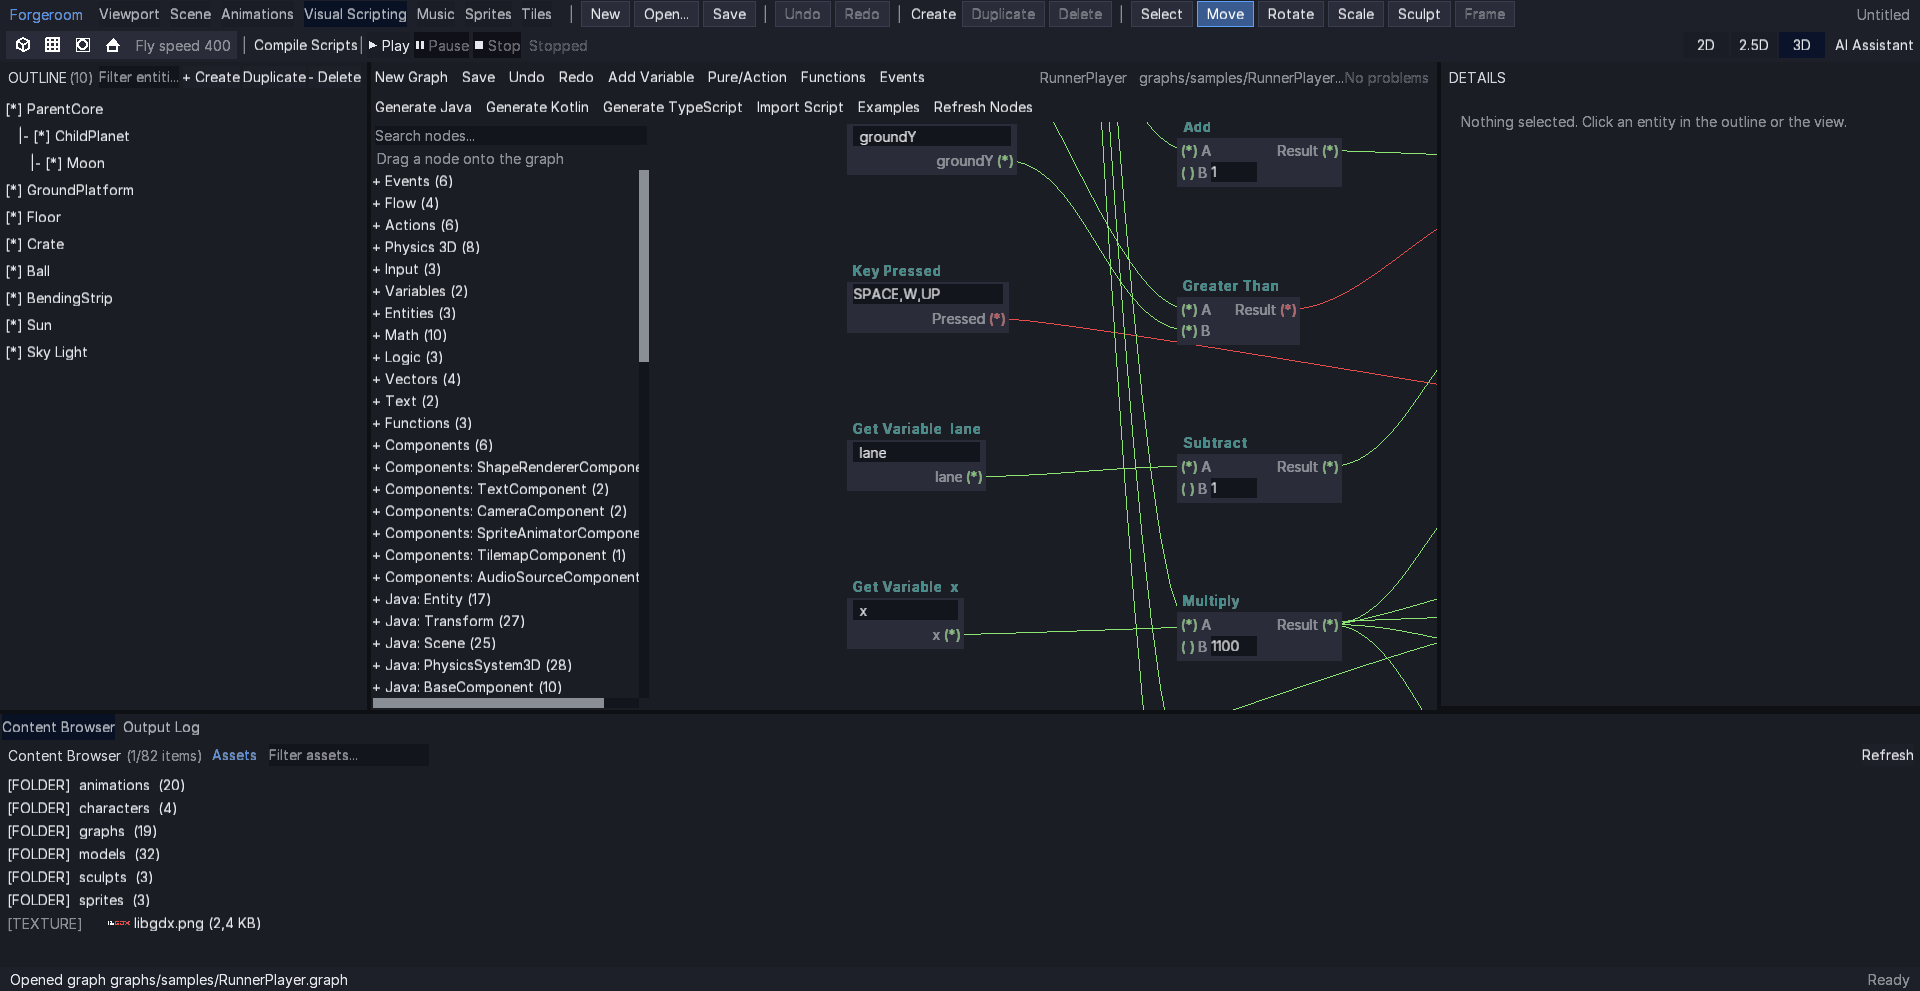 Forgeroom Viewport Scene Animations Visual Scripting Music Sprites Tiles | New Open... Save | Undo Redo | Create Duplicate Delete | Select Move Rotate Scale Sculpt Frame Untitled
Fly speed 400 | Compile Scripts | Play Pause Stop Stopped 2D 2.5D 3D AI Assistant
OUTLINE (10) Filter entiti... + Create Duplicate - Delete
[*] ParentCore
|- [*] ChildPlanet
|- [*] Moon
[*] GroundPlatform
[*] Floor
[*] Crate
[*] Ball
[*] BendingStrip
[*] Sun
[*] Sky Light
New Graph Save Undo Redo Add Variable Pure/Action Functions Events RunnerPlayer graphs/samples/RunnerPlayer... No problems
Generate Java Generate Kotlin Generate TypeScript Import Script Examples Refresh Nodes
Search nodes...
Drag a node onto the graph
+ Events (6)
+ Flow (4)
+ Actions (6)
+ Physics 3D (8)
+ Input (3)
+ Variables (2)
+ Entities (3)
+ Math (10)
+ Logic (3)
+ Vectors (4)
+ Text (2)
+ Functions (3)
+ Components (6)
+ Components: ShapeRendererCompone
+ Components: TextComponent (2)
+ Components: CameraComponent (2)
+ Components: SpriteAnimatorCompone
+ Components: TilemapComponent (1)
+ Components: AudioSourceComponent
+ Java: Entity (17)
+ Java: Transform (27)
+ Java: Scene (25)
+ Java: PhysicsSystem3D (28)
+ Java: BaseComponent (10)
groundY
groundY (*)
Key Pressed
SPACE,W,UP
Pressed (*)
Get Variable lane
lane
lane (*)
Get Variable x
x
x (*)
Add
(*) A Result (*)
( ) B 1
Greater Than
(*) A Result (*)
(*) B
Subtract
(*) A Result (*)
( ) B 1
Multiply
(*) A Result (*)
( ) B 1100
DETAILS
Nothing selected. Click an entity in the outline or the view.
Content Browser Output Log
Content Browser (1/82 items) Assets Filter assets... Refresh
[FOLDER] animations (20)
[FOLDER] characters (4)
[FOLDER] graphs (19)
[FOLDER] models (32)
[FOLDER] sculpts (3)
[FOLDER] sprites (3)
[TEXTURE] libgdx.png (2,4 KB)
Opened graph graphs/samples/RunnerPlayer.graph Ready